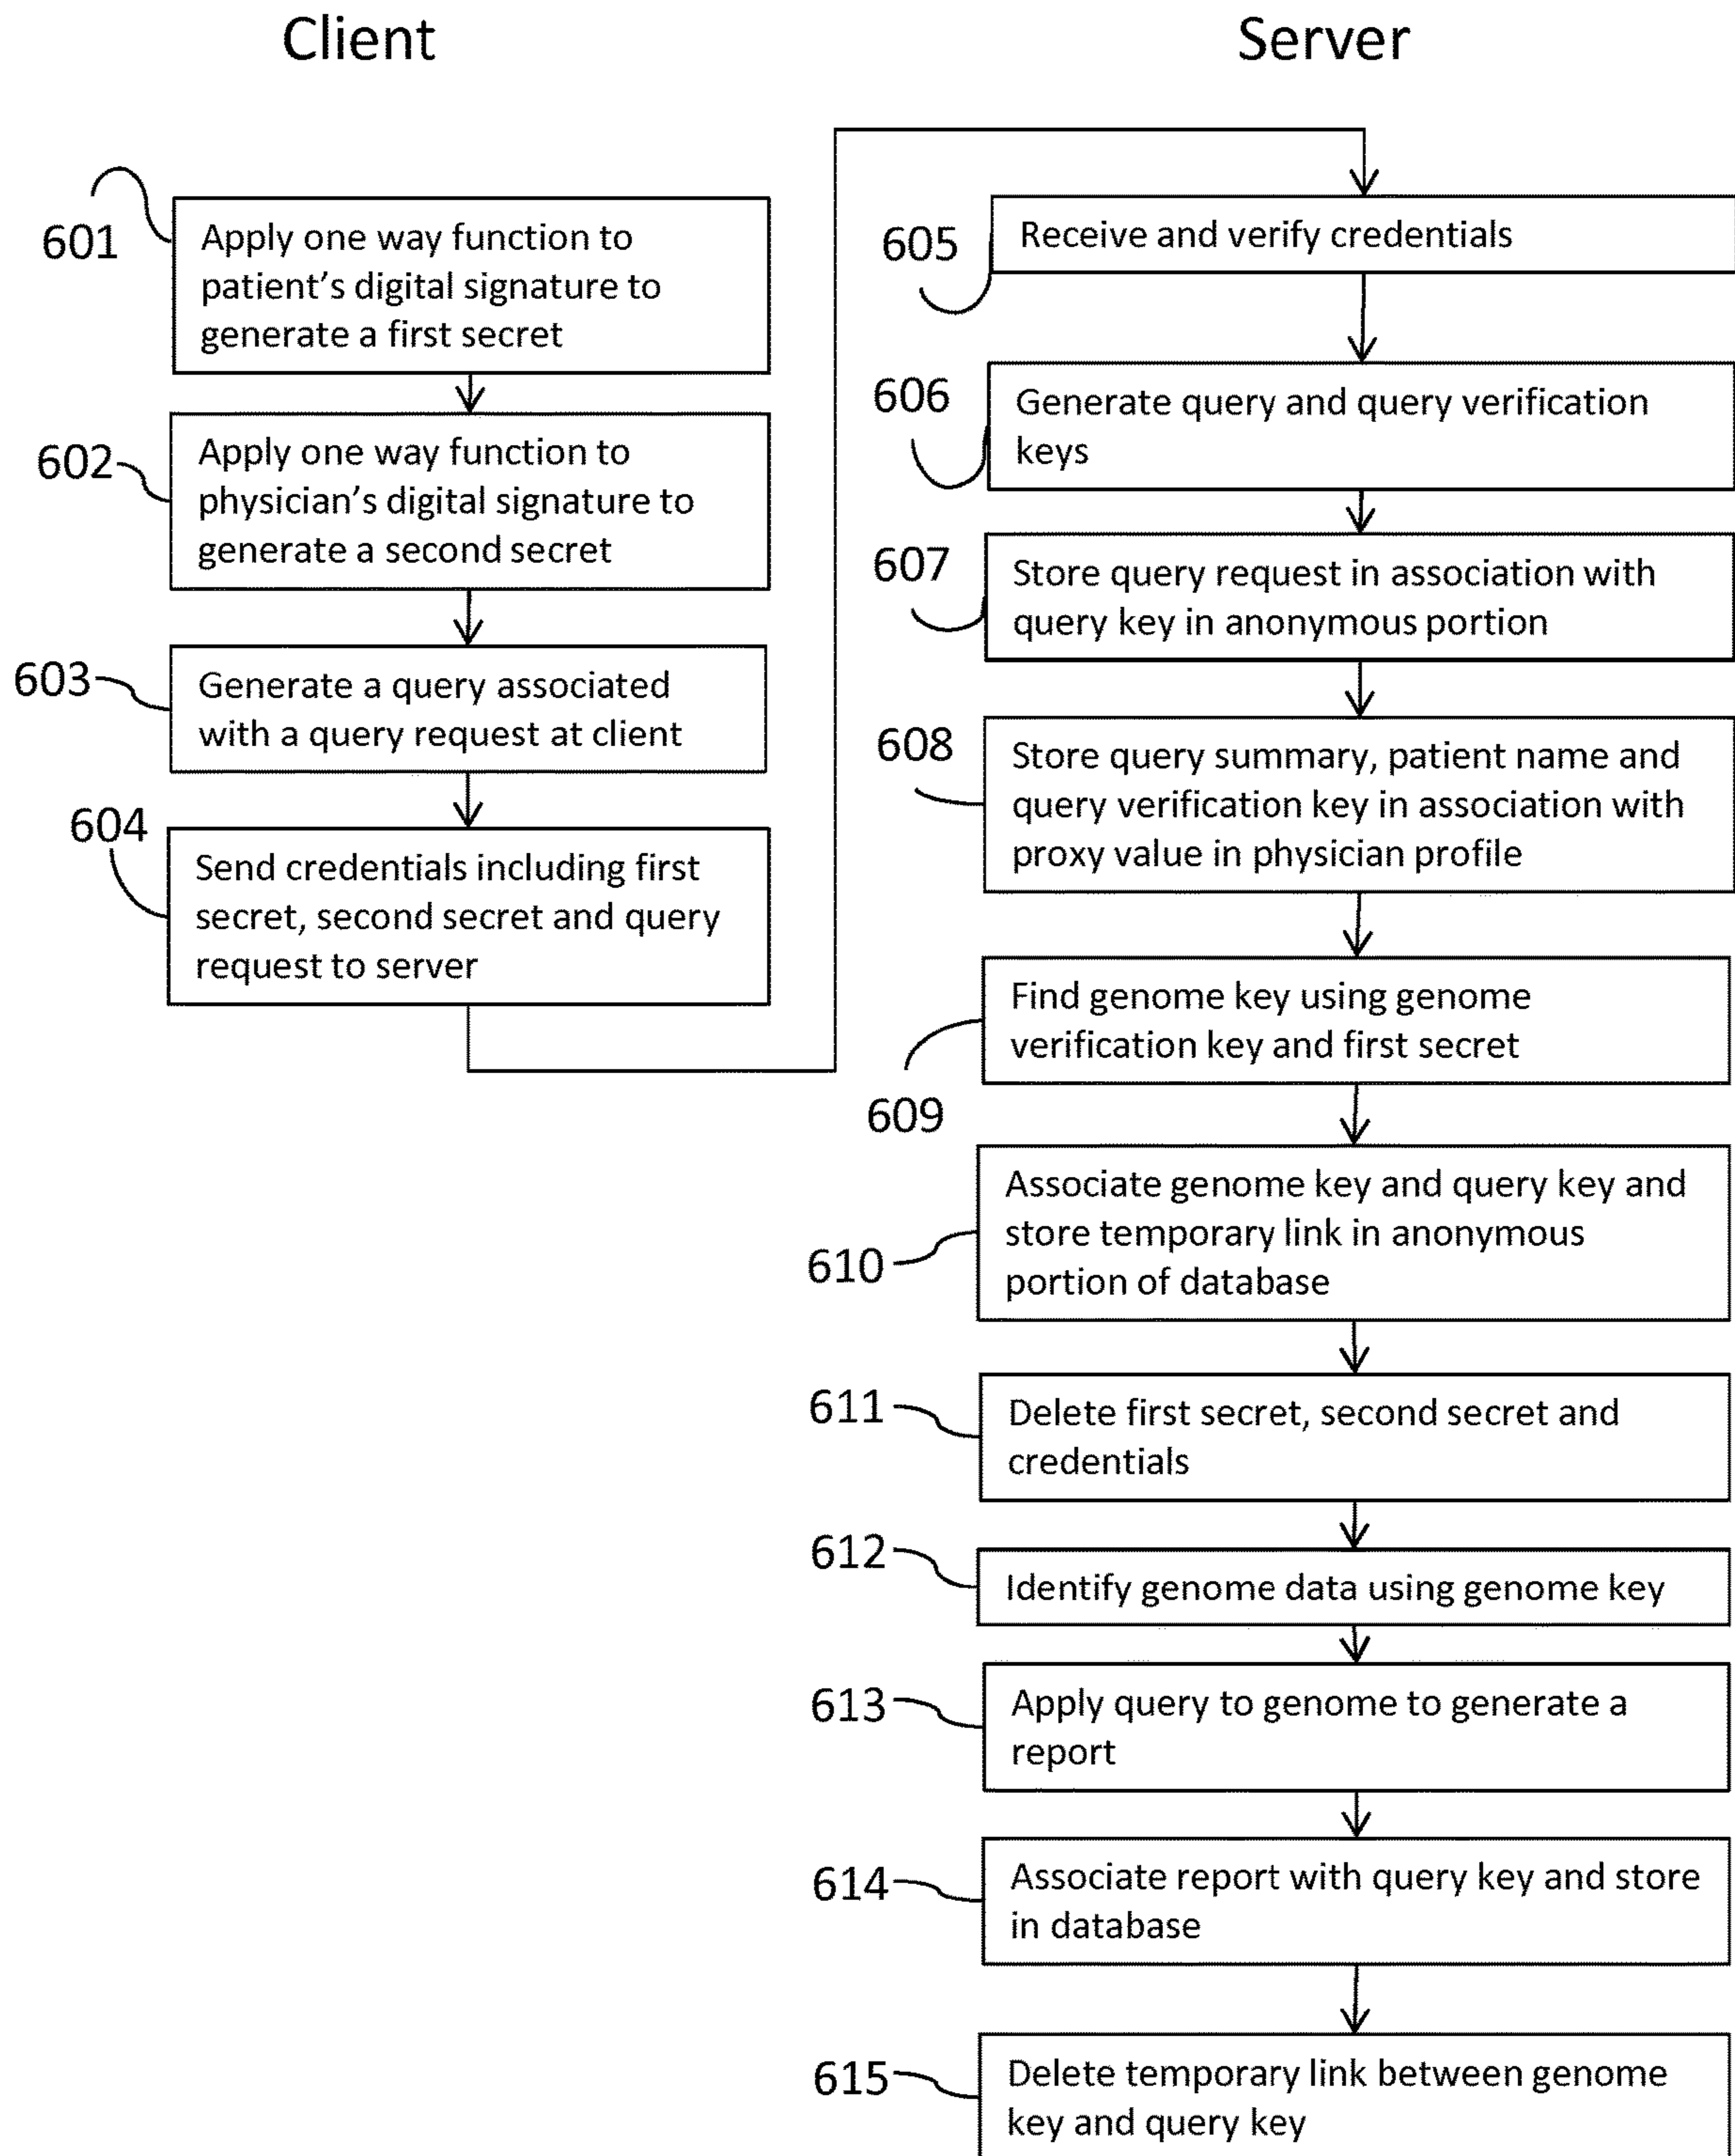 Client
601
Apply one way function to
patient's digital signature to
generate a first secret
602
Apply one way function to
physician's digital signature to
generate a second secret
603
Generate a query associated
with a query request at client
604
Send credentials including first
secret, second secret and query
request to server
Server
605
Receive and verify credentials
606
Generate query and query verification
keys
607
Store query request in association with
query key in anonymous portion
608
Store query summary, patient name and
query verification key in association with
proxy value in physician profile
609
Find genome key using genome
verification key and first secret
610
Associate genome key and query key and
store temporary link in anonymous
portion of database
611
Delete first secret, second secret and
credentials
612
Identify genome data using genome key
613
Apply query to genome to generate a
report
614
Associate report with query key and store
in database
615
Delete temporary link between genome
key and query key